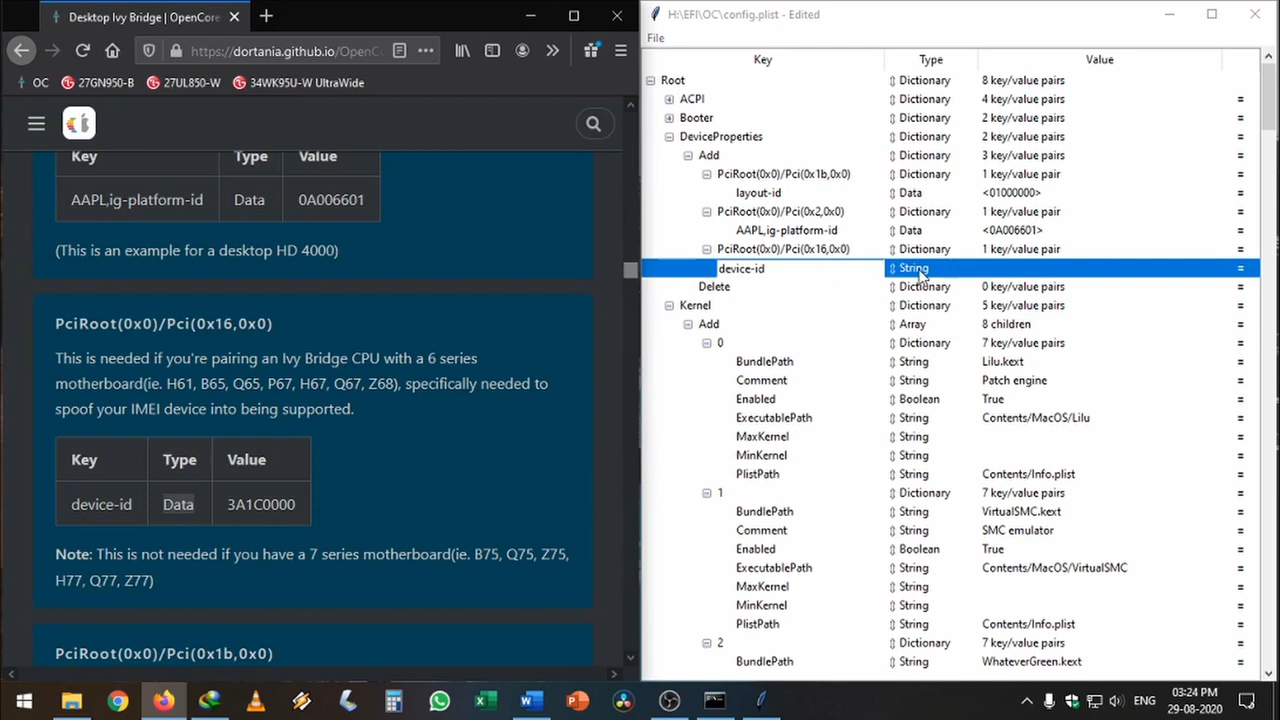 Desktop Ivy Bridge | OpenCore
https://dortania.github.io/OpenCo
OC
27GN950-B
27UL850-W
34WK95U-W UltraWide
Key Type Value
AAPL,ig-platform-id Data 0A006601
(This is an example for a desktop HD 4000)
PciRoot(0x0)/Pci(0x16,0x0)
This is needed if you're pairing an Ivy Bridge CPU with a 6 series
motherboard(ie. H61, B65, Q65, P67, H67, Q67, Z68), specifically needed to
spoof your IMEI device into being supported.
Key Type Value
device-id Data 3A1C0000
Note: This is not needed if you have a 7 series motherboard(ie. B75, Q75, Z75,
H77, Q77, Z77)
PciRoot(0x0)/Pci(0x1b,0x0)
H:\EFI\OC\config.plist - Edited
File
Key Type Value
Root Dictionary 8 key/value pairs
ACPI Dictionary 4 key/value pairs =
Booter Dictionary 2 key/value pairs =
DeviceProperties Dictionary 2 key/value pairs =
Add Dictionary 3 key/value pairs =
PciRoot(0x0)/Pci(0x1b,0x0) Dictionary 1 key/value pair =
layout-id Data <01000000> =
PciRoot(0x0)/Pci(0x2,0x0) Dictionary 1 key/value pair =
AAPL,ig-platform-id Data <0A006601> =
PciRoot(0x0)/Pci(0x16,0x0) Dictionary 1 key/value pair =
device-id String =
Delete Dictionary 0 key/value pairs =
Kernel Dictionary 5 key/value pairs =
Add Array 8 children =
0 Dictionary 7 key/value pairs =
BundlePath String Lilu.kext =
Comment String Patch engine =
Enabled Boolean True =
ExecutablePath String Contents/MacOS/Lilu =
MaxKernel String =
MinKernel String =
PlistPath String Contents/Info.plist =
1 Dictionary 7 key/value pairs =
BundlePath String VirtualSMC.kext =
Comment String SMC emulator =
Enabled Boolean True =
ExecutablePath String Contents/MacOS/VirtualSMC =
MaxKernel String =
MinKernel String =
PlistPath String Contents/Info.plist =
2 Dictionary 7 key/value pairs =
BundlePath String WhateverGreen.kext =
ENG
03:24 PM
29-08-2020